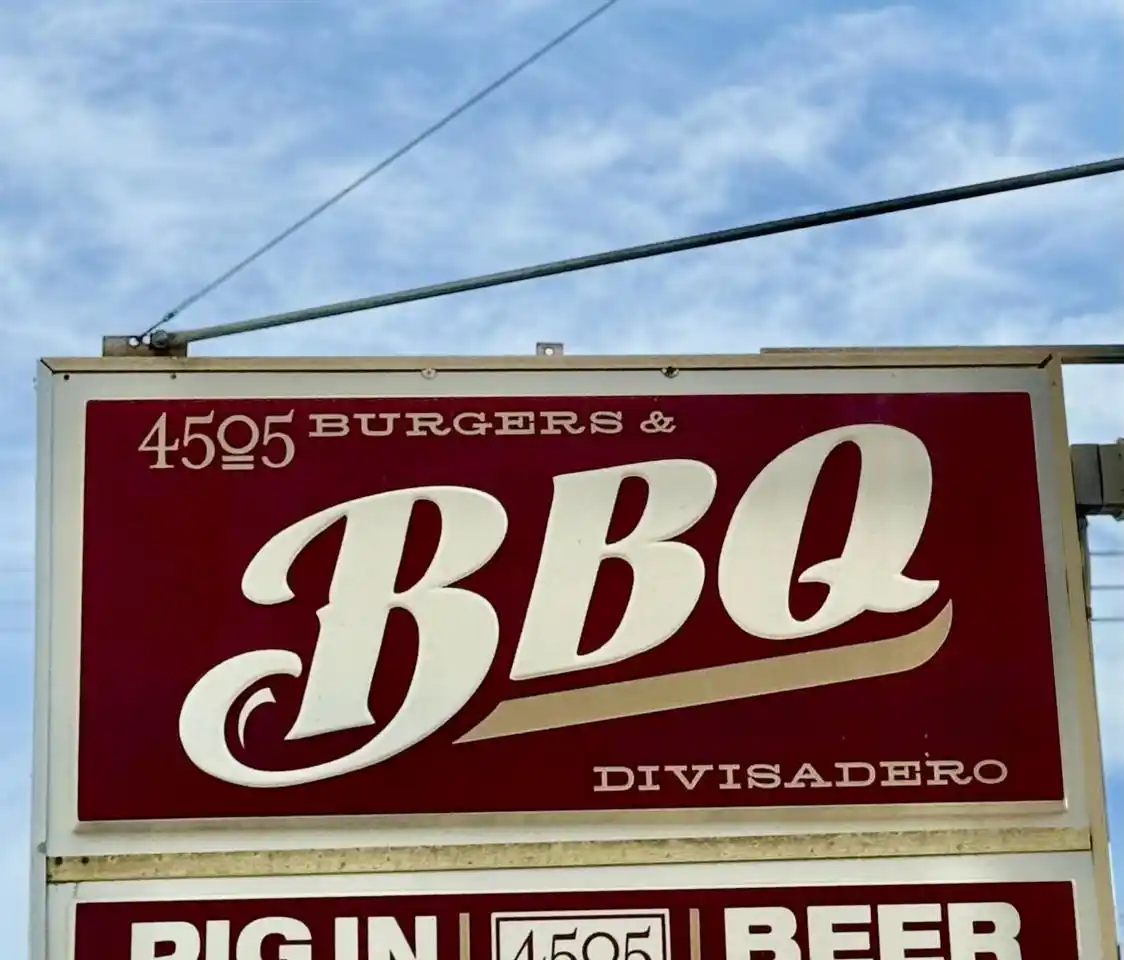 4505 BURGERS &
BBQ
DIVISADERO
PIG IN 4505 BEER